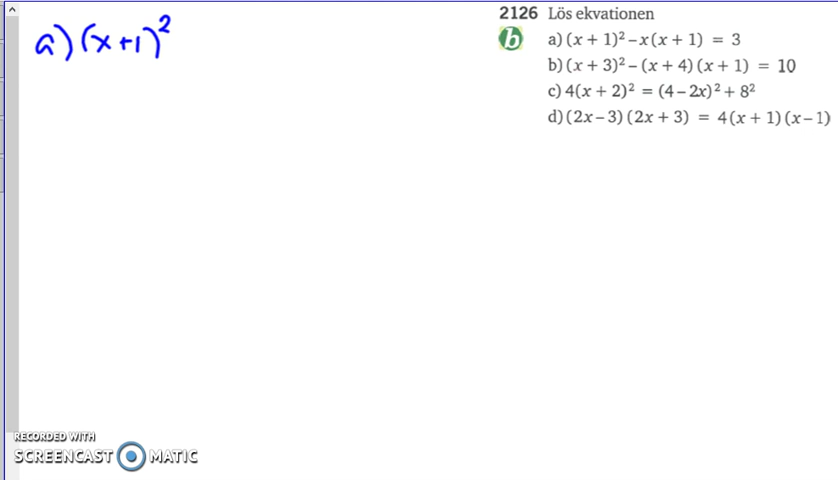 a) (x+1)²
2126 Lös ekvationen
b a) (x + 1)² – x(x + 1) = 3
b) (x + 3)² – (x + 4)(x + 1) = 10
c) 4(x + 2)² = (4 – 2x)² + 8²
d) (2x – 3)(2x + 3) = 4(x + 1)(x – 1)
RECORDED WITH
SCREENCAST MATIC